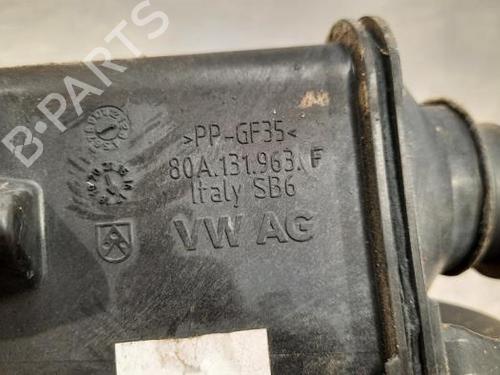 >PP-GF35<
80A.131.963. F
Italy SB6
VW AG
B-PARTS